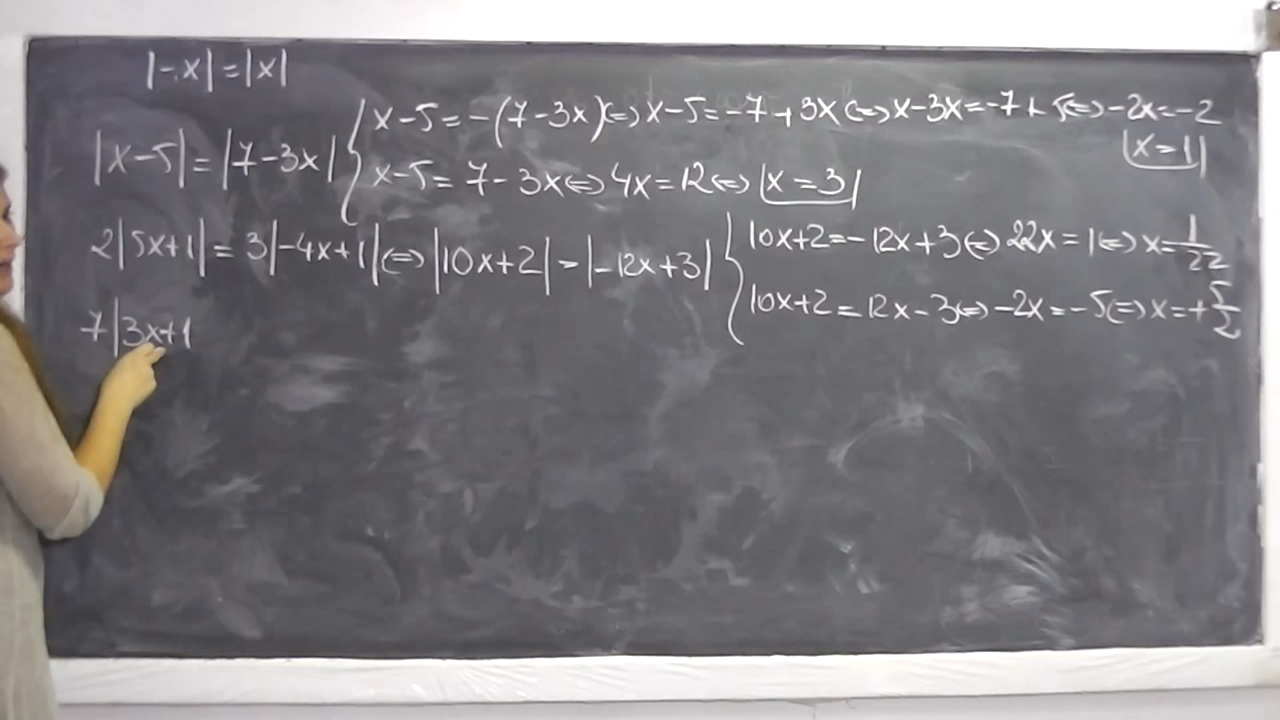 |-x|=|x|
|x-5|=|7-3x| { x-5=-(7-3x)⇔x-5=-7+3x⇔x-3x=-7+5⇔-2x=-2
x=1
x-5=7-3x⇔4x=12⇔x=3
2|5x+1|=3|-4x+1|⇔|10x+2|=|-12x+3| { 10x+2=-12x+3⇔22x=1⇔x=1/22
10x+2=12x-3⇔-2x=-5⇔x=+5/2
7|3x+1